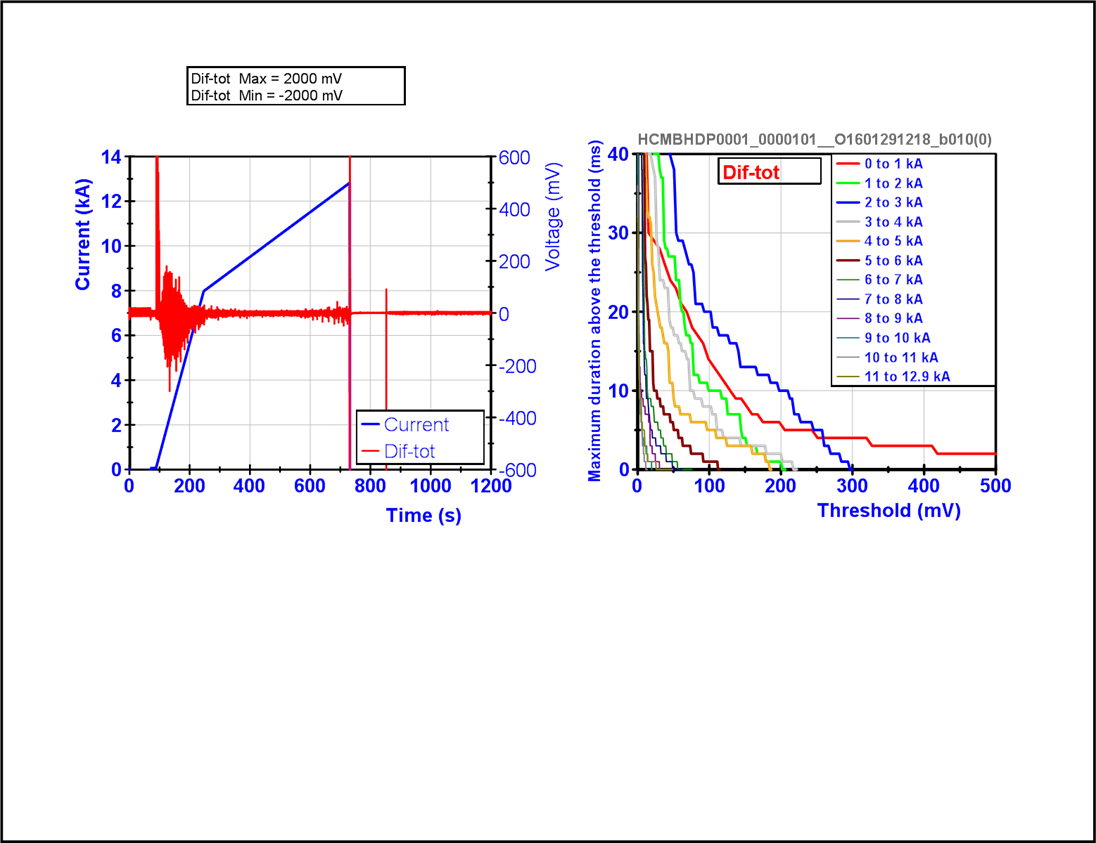 Dif-tot Max = 2000 mV
Dif-tot Min = -2000 mV
14
12
10
8
6
4
2
0
Current (kA)
600
400
200
0
-200
-400
-600
Voltage (mV)
Current
Dif-tot
0 200 400 600 800 1000 1200
Time (s)
HCMBHDP0001_0000101__O1601291218_b010(0)
Maximum duration above the threshold (ms)
40
30
20
10
0
Dif-tot
0 to 1 kA
1 to 2 kA
2 to 3 kA
3 to 4 kA
4 to 5 kA
5 to 6 kA
6 to 7 kA
7 to 8 kA
8 to 9 kA
9 to 10 kA
10 to 11 kA
11 to 12.9 kA
0 100 200 300 400 500
Threshold (mV)